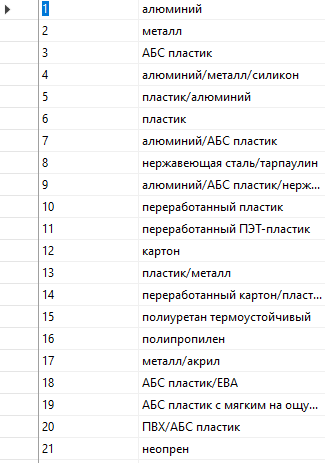 1 алюминий
2 металл
3 АБС пластик
4 алюминий/металл/силикон
5 пластик/алюминий
6 пластик
7 алюминий/АБС пластик
8 нержавеющая сталь/тарпаулин
9 алюминий/АБС пластик/нерж...
10 переработанный пластик
11 переработанный ПЭТ-пластик
12 картон
13 пластик/металл
14 переработанный картон/пласт...
15 полиуретан термоустойчивый
16 полипропилен
17 металл/акрил
18 АБС пластик/ЕВА
19 АБС пластик с мягким на ощу...
20 ПВХ/АБС пластик
21 неопрен